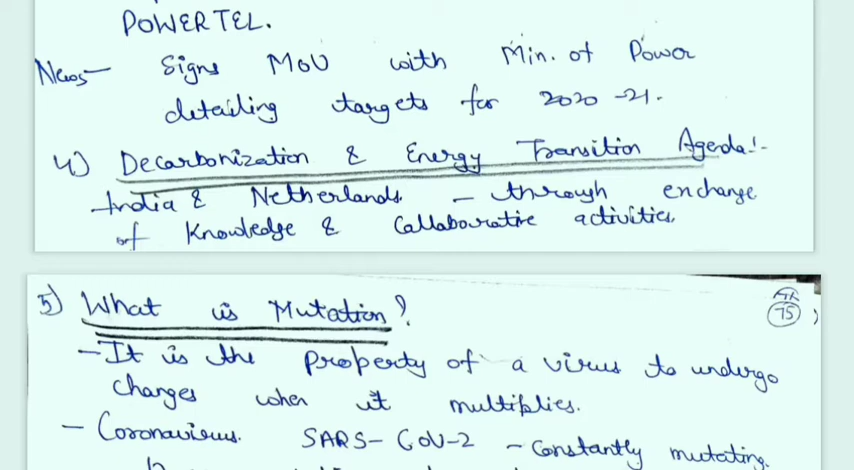 POWERTEL.
News- Signs MoU with Min. of Power
detailing targets for 2020-21.
4) Decarbonization & Energy Transition Agenda:-
India & Netherlands. - through exchange
of Knowledge & Collaborative activities.
5) What is Mutation?
75
- It is the property of a virus to undergo
changes when it multiplies.
- Coronavirus. SARS-CoV-2 - Constantly mutating.